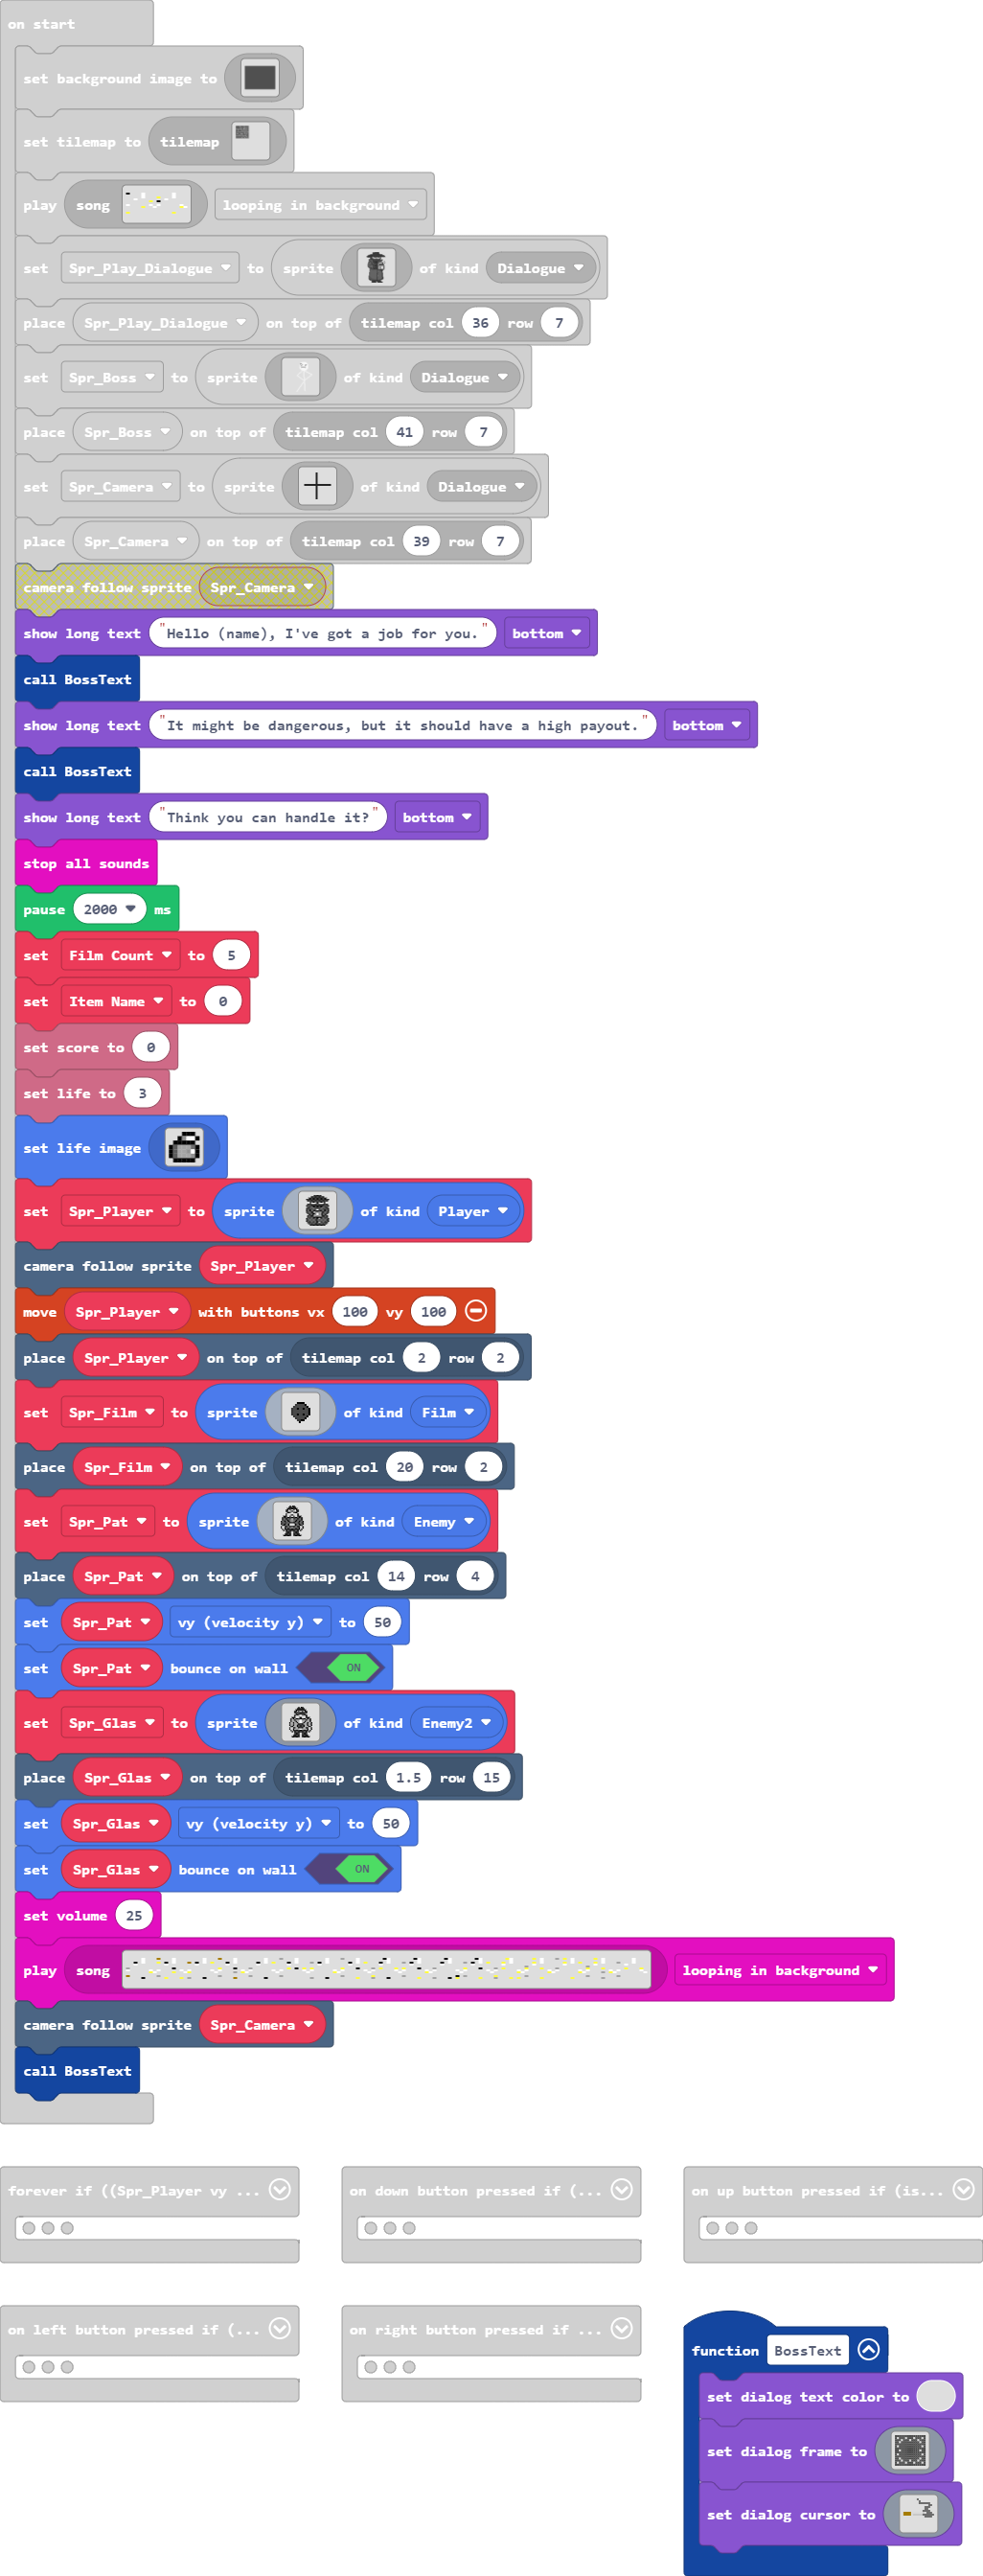 on start
set background image to
set tilemap to tilemap
play song looping in background
set Spr_Play_Dialogue to sprite of kind Dialogue
place Spr_Play_Dialogue on top of tilemap col 36 row 7
set Spr_Boss to sprite of kind Dialogue
place Spr_Boss on top of tilemap col 41 row 7
set Spr_Camera to sprite of kind Dialogue
place Spr_Camera on top of tilemap col 39 row 7
camera follow sprite Spr_Camera
show long text "Hello (name), I've got a job for you." bottom
call BossText
show long text "It might be dangerous, but it should have a high payout." bottom
call BossText
show long text "Think you can handle it?" bottom
stop all sounds
pause 2000 ms
set Film Count to 5
set Item Name to 0
set score to 0
set life to 3
set life image
set Spr_Player to sprite of kind Player
camera follow sprite Spr_Player
move Spr_Player with buttons vx 100 vy 100
place Spr_Player on top of tilemap col 2 row 2
set Spr_Film to sprite of kind Film
place Spr_Film on top of tilemap col 20 row 2
set Spr_Pat to sprite of kind Enemy
place Spr_Pat on top of tilemap col 14 row 4
set Spr_Pat vy (velocity y) to 50
set Spr_Pat bounce on wall ON
set Spr_Glas to sprite of kind Enemy2
place Spr_Glas on top of tilemap col 1.5 row 15
set Spr_Glas vy (velocity y) to 50
set Spr_Glas bounce on wall ON
set volume 25
play song looping in background
camera follow sprite Spr_Camera
call BossText
forever if ((Spr_Player vy ...
on down button pressed if (...
on up button pressed if (is...
on left button pressed if (...
on right button pressed if ...
function BossText
set dialog text color to
set dialog frame to
set dialog cursor to